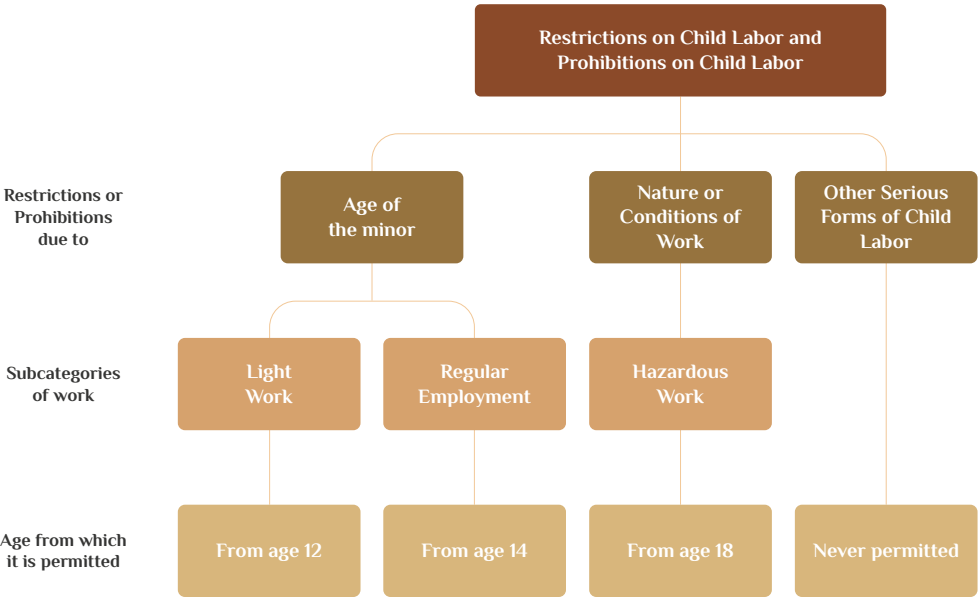 Restrictions on Child Labor and
Prohibitions on Child Labor
Restrictions or
Prohibitions
due to
Age of
the minor
Nature or
Conditions of
Work
Other Serious
Forms of Child
Labor
Subcategories
of work
Light
Work
Regular
Employment
Hazardous
Work
Age from which
it is permitted
From age 12
From age 14
From age 18
Never permitted